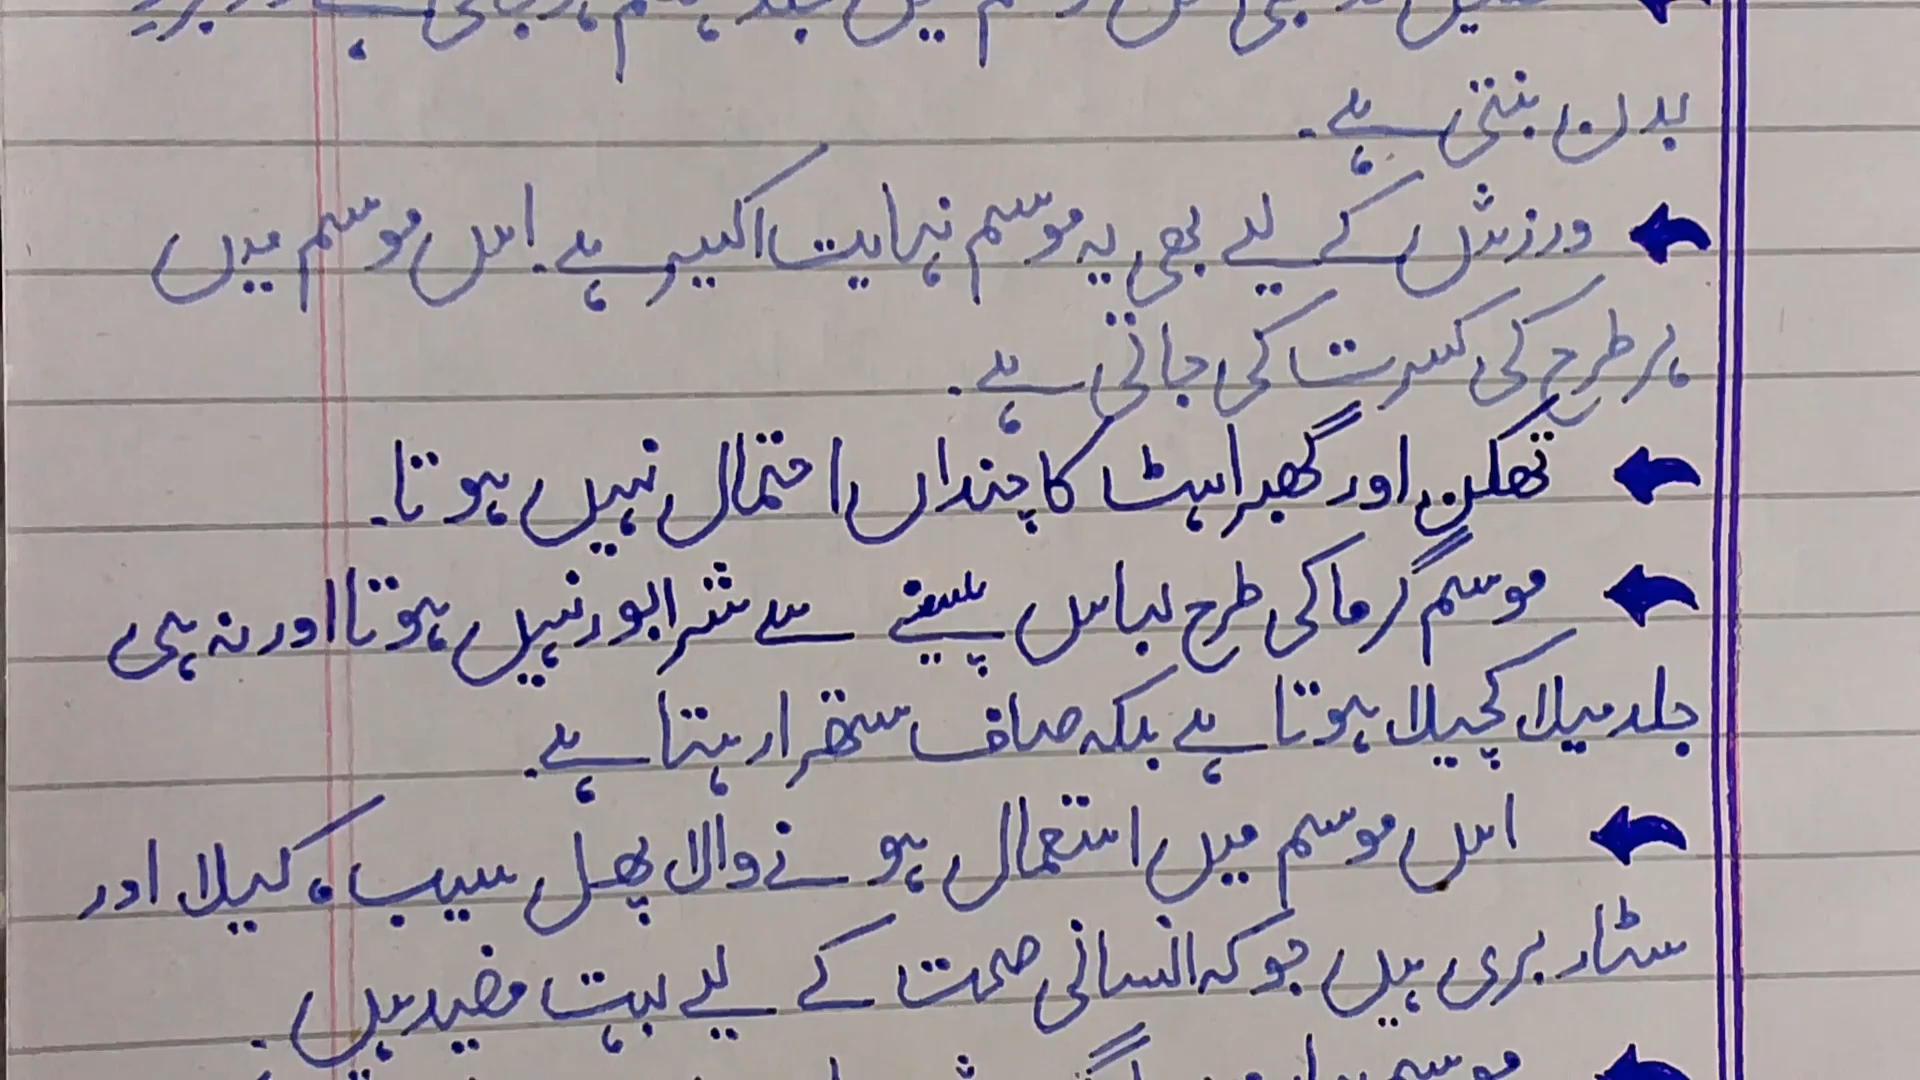 بدن بنتی ہے۔
ورزش کے لیے بھی یہ موسم نہایت اکسیر ہے۔ اس موسم میں
ہر طرح کی کسرت کی جاتی ہے۔
تھکن اور گھبراہٹ کا چنداں احتمال نہیں ہوتا۔
موسم گرما کی طرح لباس پسینے سے شرابور نہیں ہوتا اور نہ ہی
جلد میلا کچیلا ہوتا ہے بلکہ صاف ستھرا رہتا ہے۔
اس موسم میں استعمال ہونے والا پھل سیب، کیلا اور
سٹار بری ہیں جو کہ انسانی صحت کے لیے بہت مفید ہیں۔